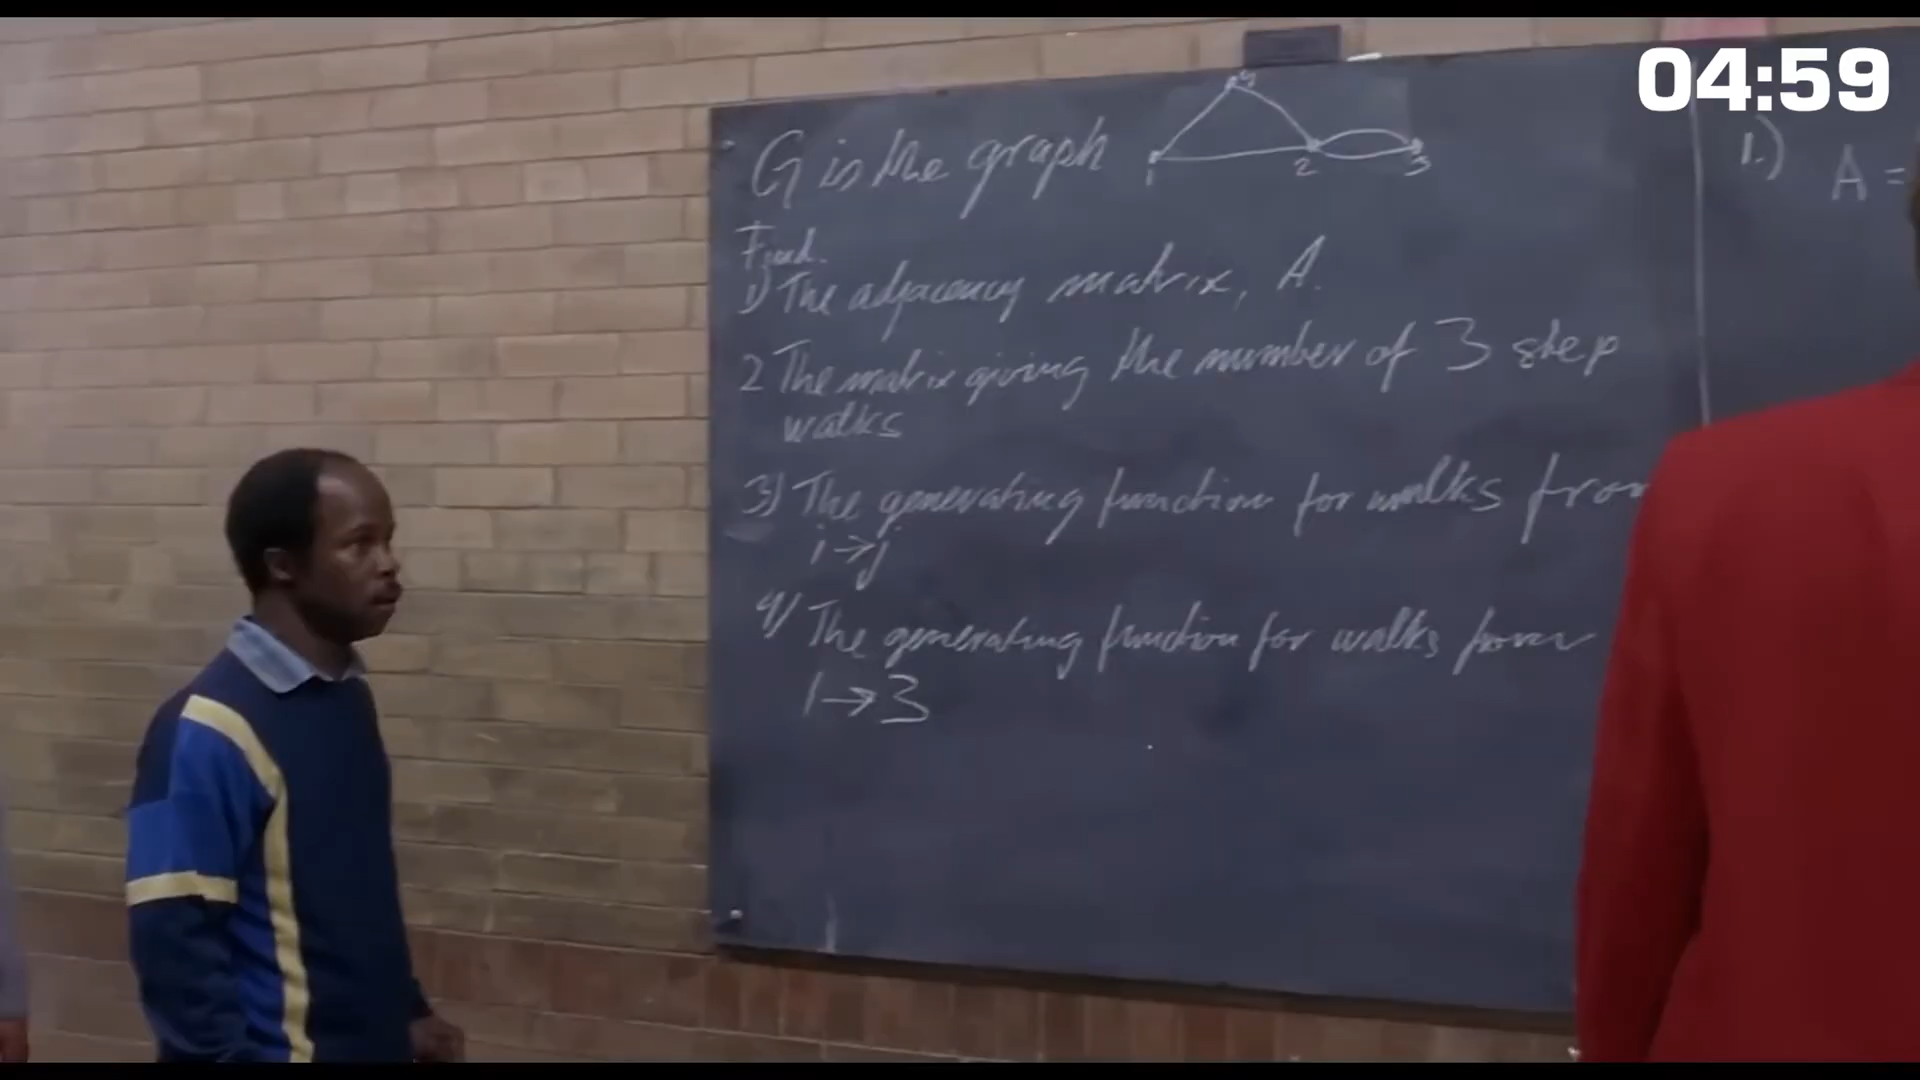 04:59
G is the graph
4
1 2 3
Find.
1) The adjacency matrix, A.
2 The matrix giving the number of 3 step
walks
3) The generating function for walks from
i→j
4) The generating function for walks from
1→3
1.) A =